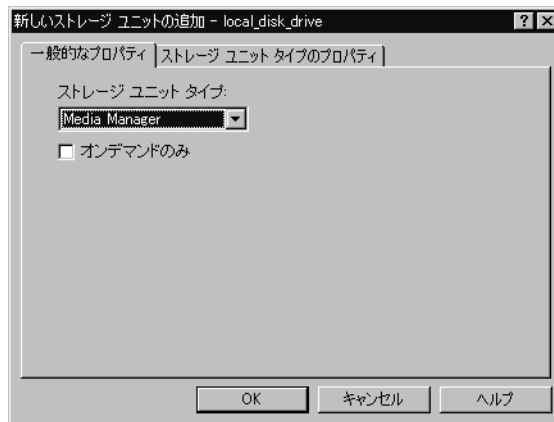 新しいストレージ ユニットの追加 - local_disk_drive
一般的なプロパティ ストレージ ユニット タイプのプロパティ
ストレージ ユニット タイプ:
Media Manager
オンデマンドのみ
OK キャンセル ヘルプ